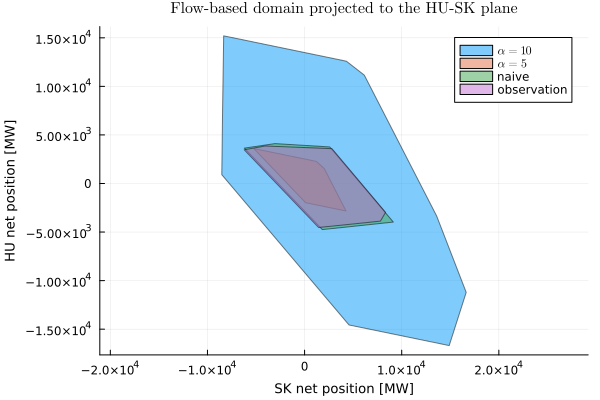 Flow-based domain projected to the HU-SK plane
1.50×10⁴
1.00×10⁴
5.00×10³
0
−5.00×10³
−1.00×10⁴
−1.50×10⁴
HU net position [MW]
α = 10
α = 5
naive
observation
−2.0×10⁴ −1.0×10⁴ 0 1.0×10⁴ 2.0×10⁴
SK net position [MW]